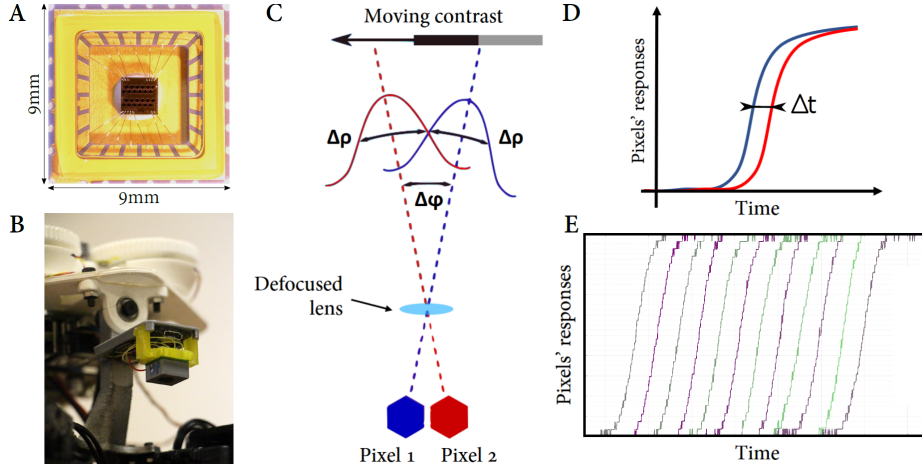 A
9mm
9mm
B
C
Moving contrast
Δρ
Δρ
Δφ
Defocused
lens
Pixel 1
Pixel 2
D
Pixels' responses
Δt
Time
E
Pixels' responses
Time